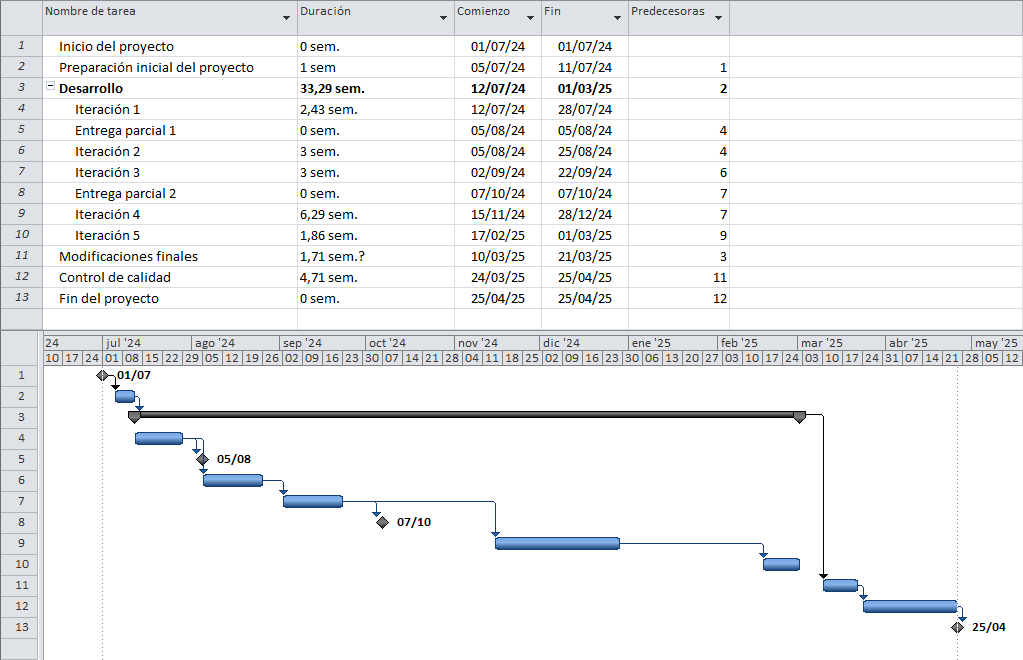 Nombre de tarea Duración Comienzo Fin Predecesoras
1 Inicio del proyecto 0 sem. 01/07/24 01/07/24
2 Preparación inicial del proyecto 1 sem 05/07/24 11/07/24 1
3 Desarrollo 33,29 sem. 12/07/24 01/03/25 2
4 Iteración 1 2,43 sem. 12/07/24 28/07/24
5 Entrega parcial 1 0 sem. 05/08/24 05/08/24 4
6 Iteración 2 3 sem. 05/08/24 25/08/24 4
7 Iteración 3 3 sem. 02/09/24 22/09/24 6
8 Entrega parcial 2 0 sem. 07/10/24 07/10/24 7
9 Iteración 4 6,29 sem. 15/11/24 28/12/24 7
10 Iteración 5 1,86 sem. 17/02/25 01/03/25 9
11 Modificaciones finales 1,71 sem.? 10/03/25 21/03/25 3
12 Control de calidad 4,71 sem. 24/03/25 25/04/25 11
13 Fin del proyecto 0 sem. 25/04/25 25/04/25 12
24 jul '24 ago '24 sep '24 oct '24 nov '24 dic '24 ene '25 feb '25 mar '25 abr '25 may '25
10 17 24 01 08 15 22 29 05 12 19 26 02 09 16 23 30 07 14 21 28 04 11 18 25 02 09 16 23 30 06 13 20 27 03 10 17 24 03 10 17 24 31 07 14 21 28 05 12
1 01/07
2
3
4
5 05/08
6
7
8 07/10
9
10
11
12
13 25/04